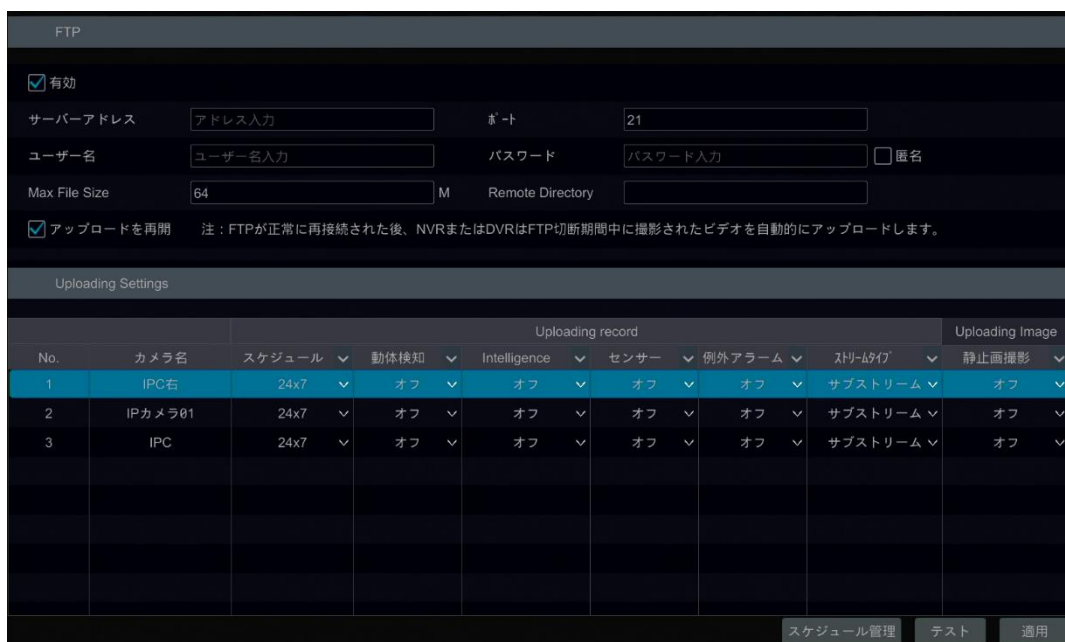 FTP
有効
サーバーアドレス アドレス入力 ﾎﾟｰﾄ 21
ユーザー名 ユーザー名入力 パスワード パスワード入力 匿名
Max File Size 64 M Remote Directory
アップロードを再開 注：FTPが正常に再接続された後、NVRまたはDVRはFTP切断期間中に撮影されたビデオを自動的にアップロードします。
Uploading Settings
Uploading record Uploading Image
No. カメラ名 スケジュール 動体検知 Intelligence センサー 例外アラーム ｽﾄﾘｰﾑﾀｲﾌﾟ 静止画撮影
1 IPC右 24x7 オフ オフ オフ オフ サブストリーム オフ
2 IPカメラ01 24x7 オフ オフ オフ オフ サブストリーム オフ
3 IPC 24x7 オフ オフ オフ オフ サブストリーム オフ
スケジュール管理 テスト 適用